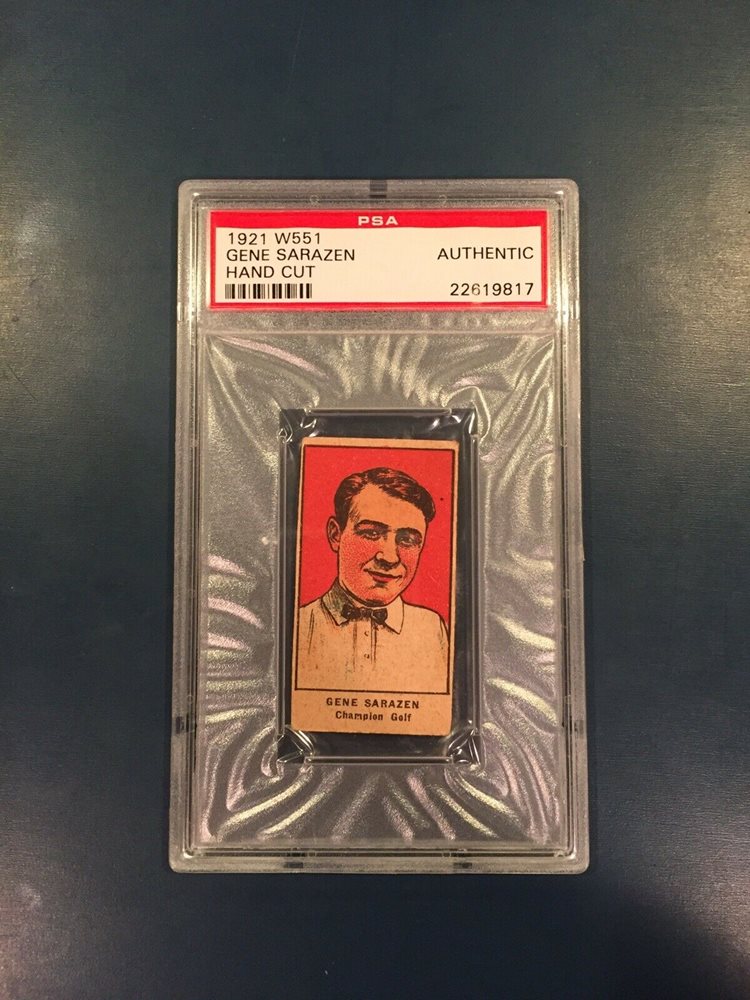 PSA
1921 W551
GENE SARAZEN AUTHENTIC
HAND CUT
22619817
GENE SARAZEN
Champion Golf